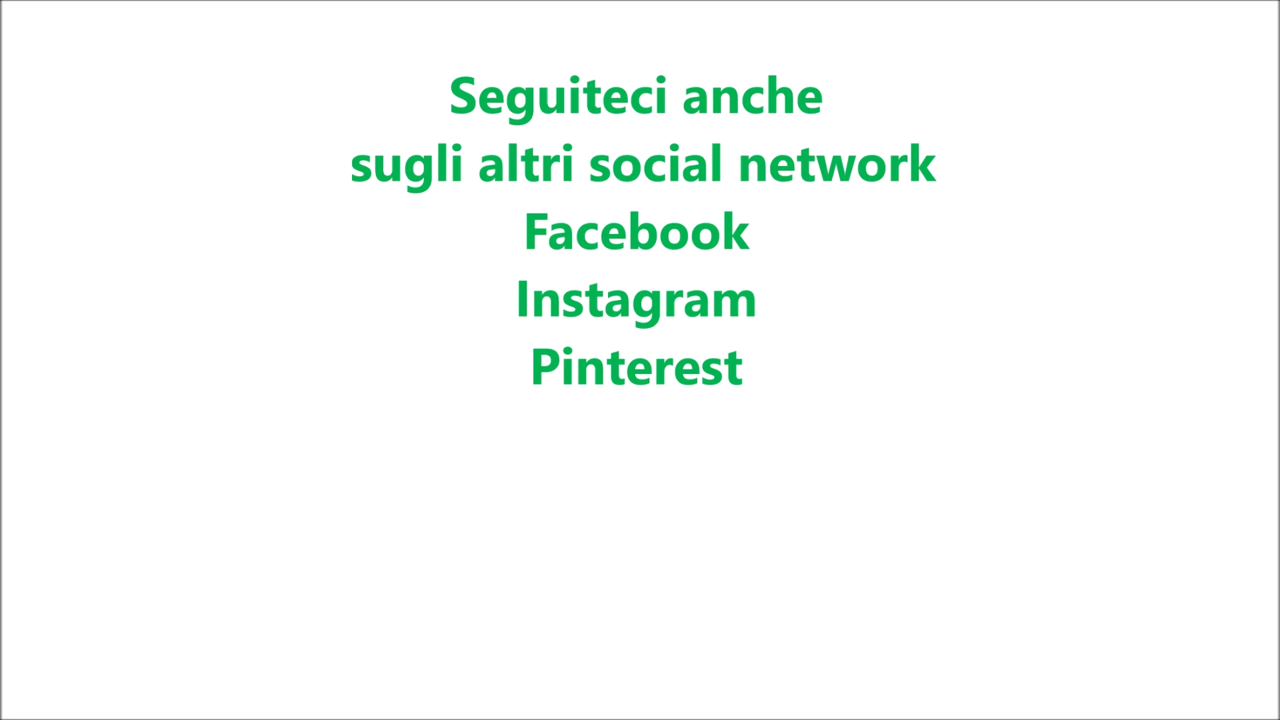 Seguiteci anche
sugli altri social network
Facebook
Instagram
Pinterest